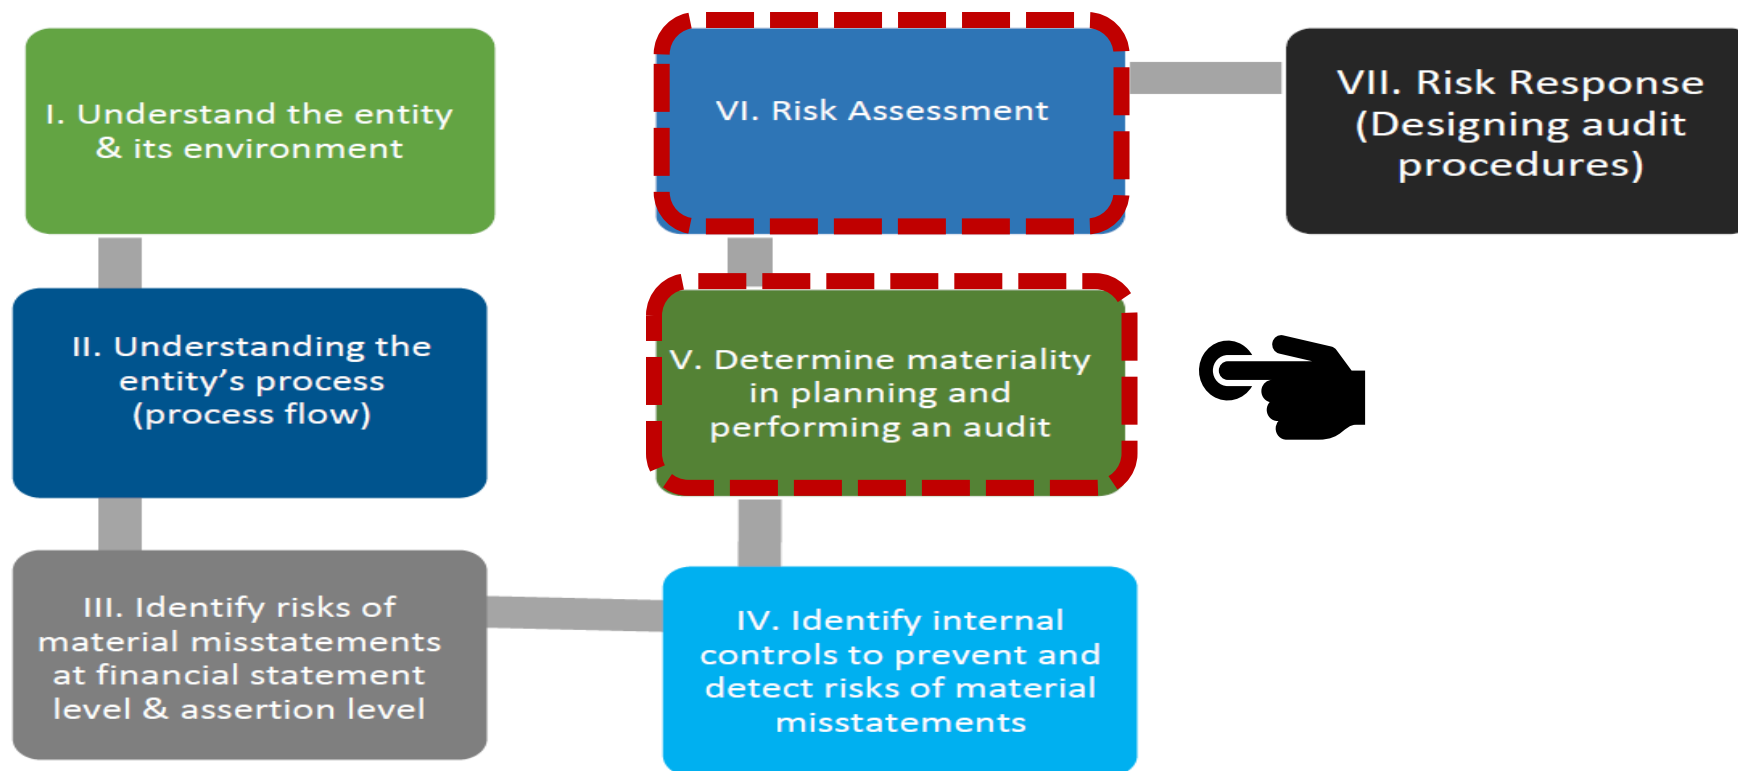 I. Understand the entity
& its environment
II. Understanding the
entity’s process
(process flow)
III. Identify risks of
material misstatements
at financial statement
level & assertion level
IV. Identify internal
controls to prevent and
detect risks of material
misstatements
V. Determine materiality
in planning and
performing an audit
VI. Risk Assessment
VII. Risk Response
(Designing audit
procedures)